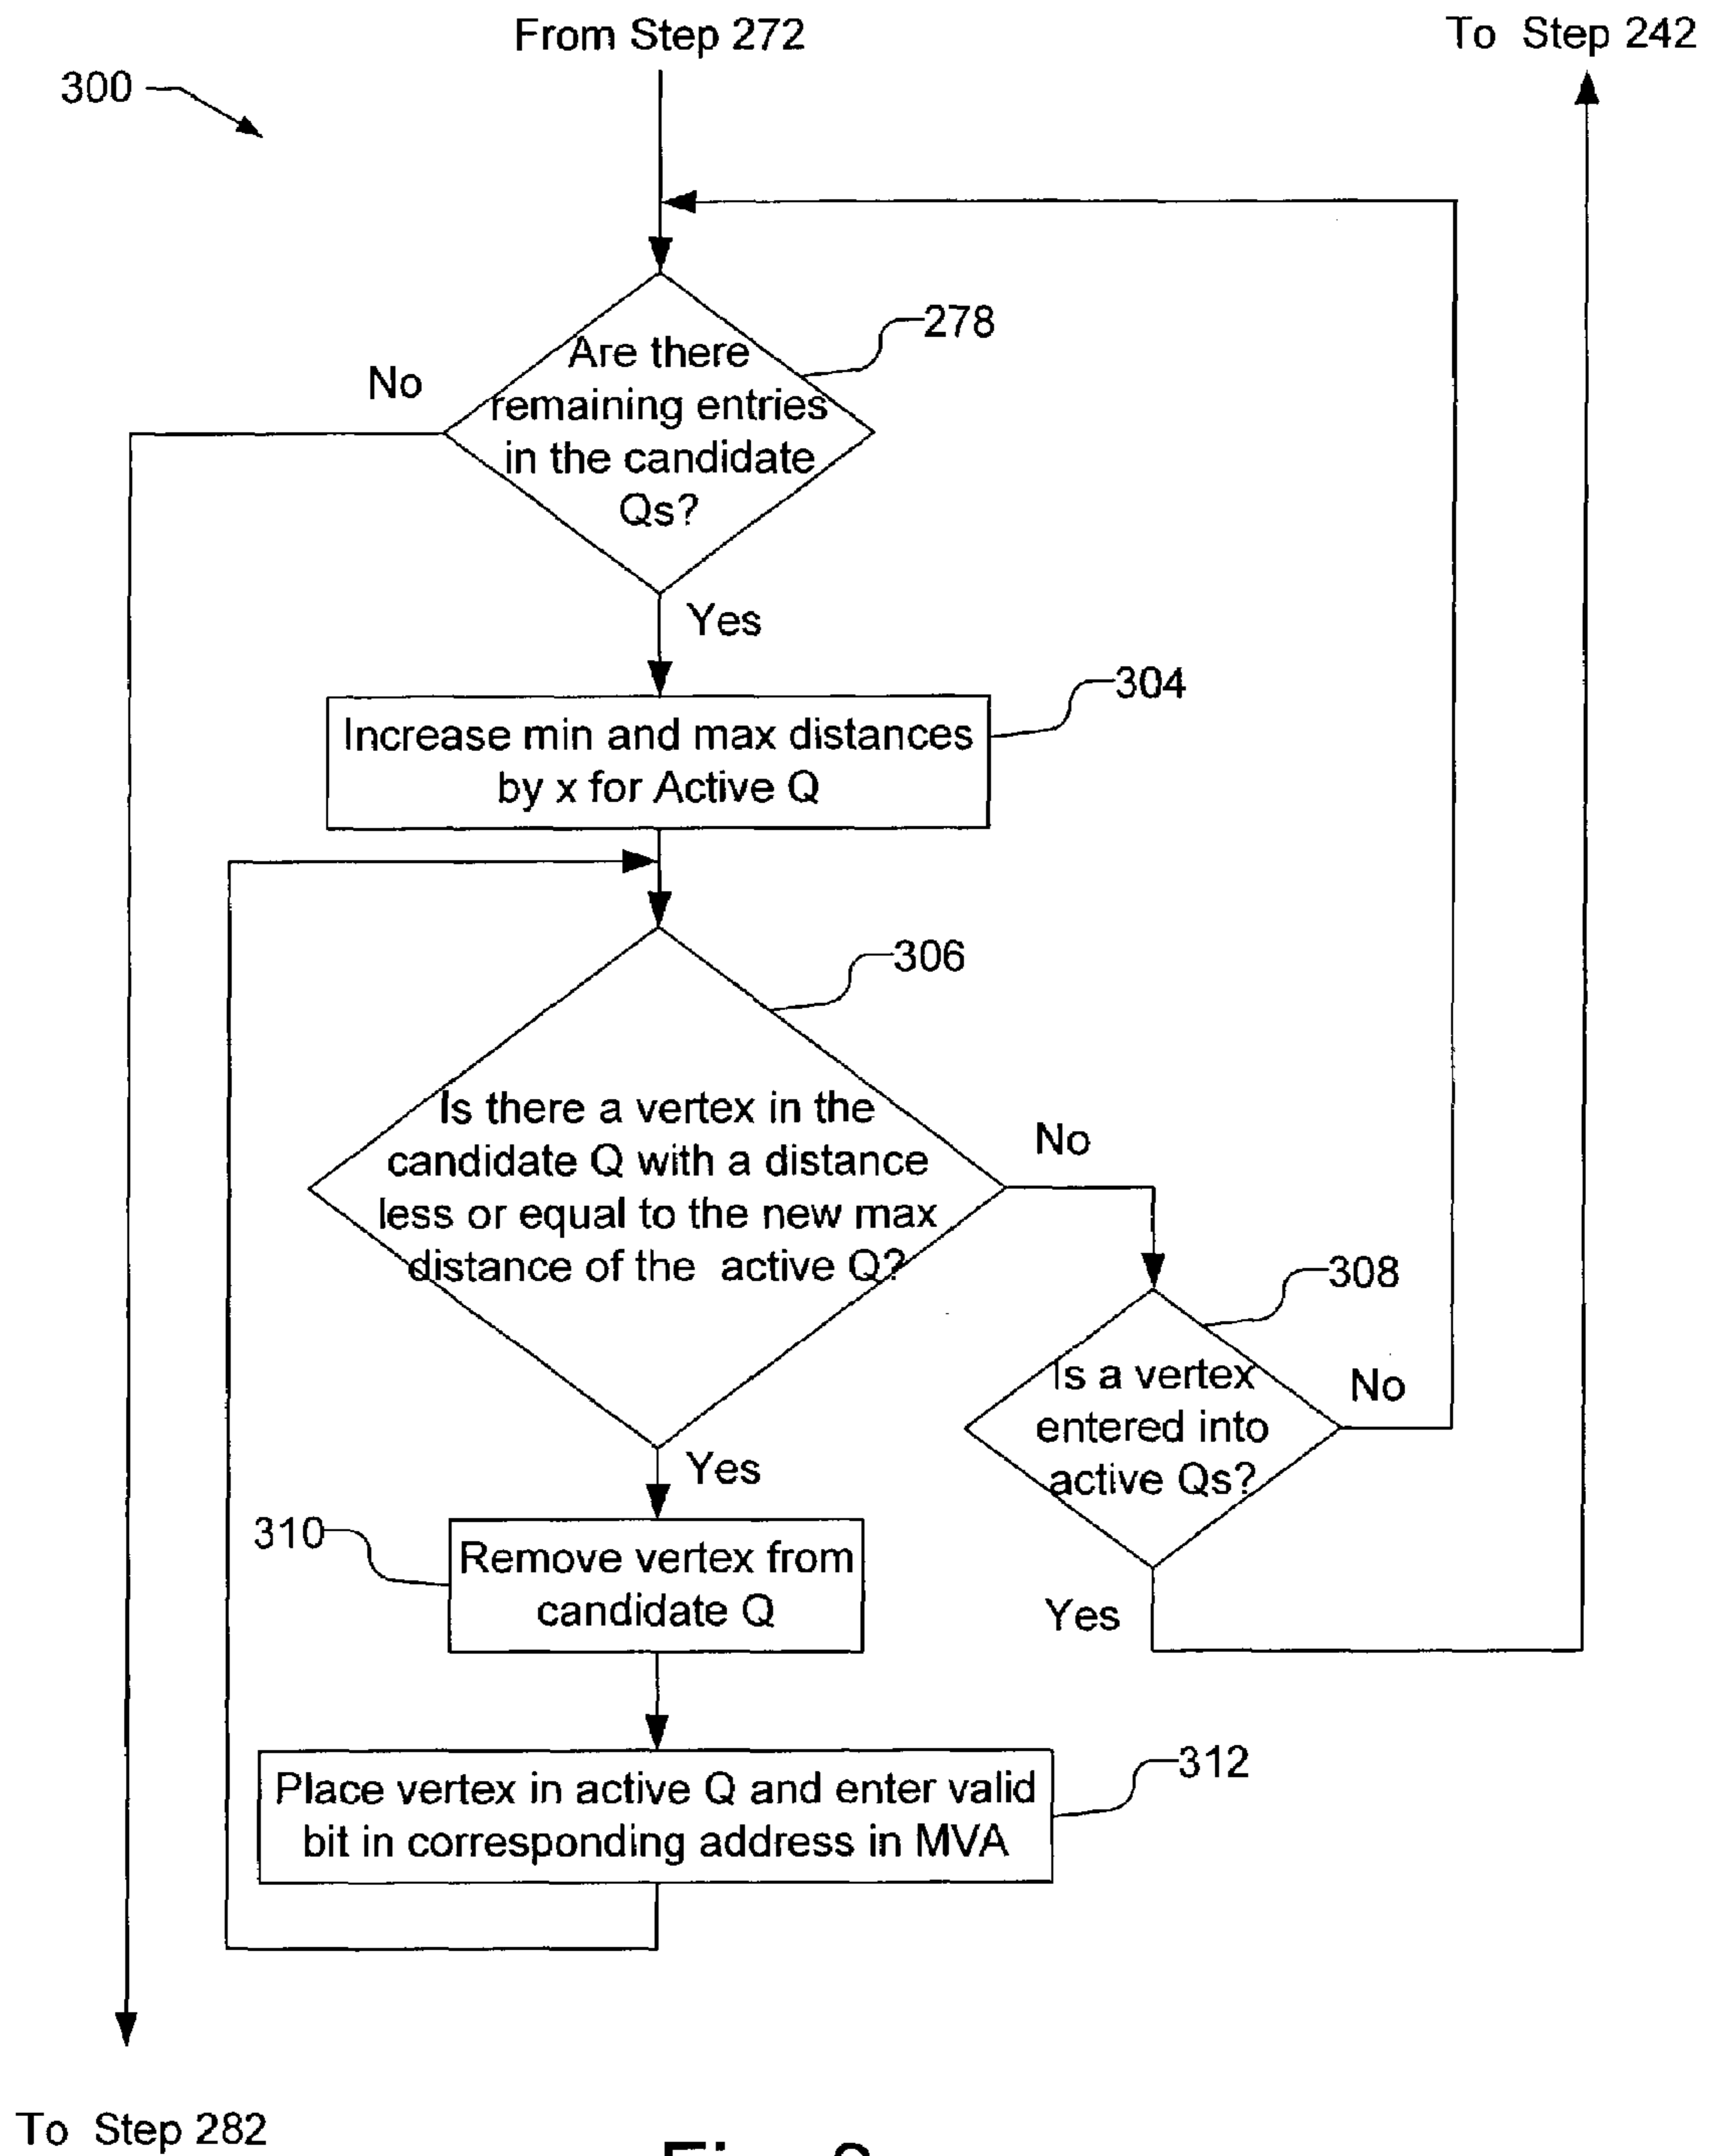 From Step 272
To Step 242
300
278
Are there
remaining entries
in the candidate
Qs?
No
Yes
304
Increase min and max distances
by x for Active Q
306
Is there a vertex in the
candidate Q with a distance
less or equal to the new max
distance of the active Q?
No
308
Is a vertex
entered into
active Qs?
No
Yes
Yes
310
Remove vertex from
candidate Q
312
Place vertex in active Q and enter valid
bit in corresponding address in MVA
To Step 282